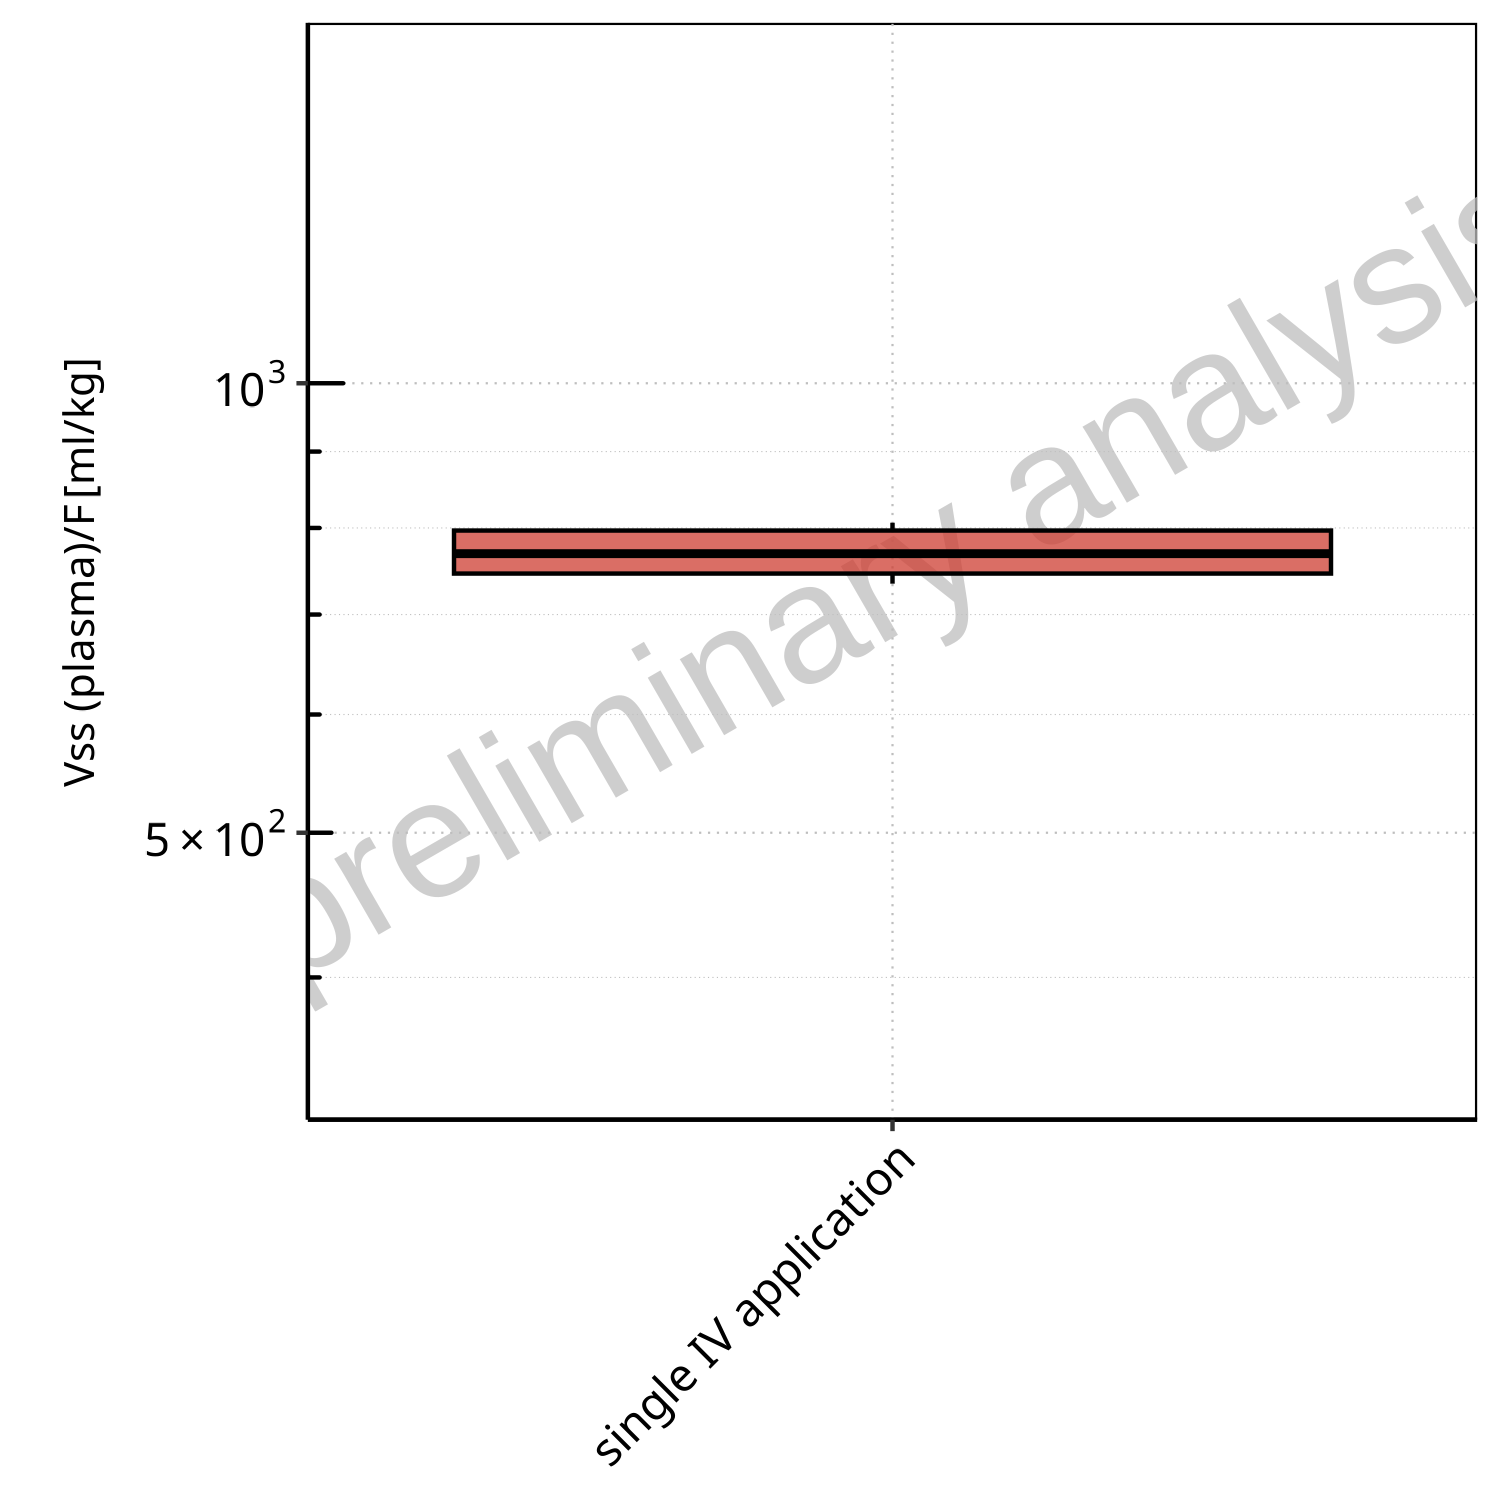 Vss (plasma)/F [ml/kg]
10³
5 × 10²
preliminary analysis
single IV application